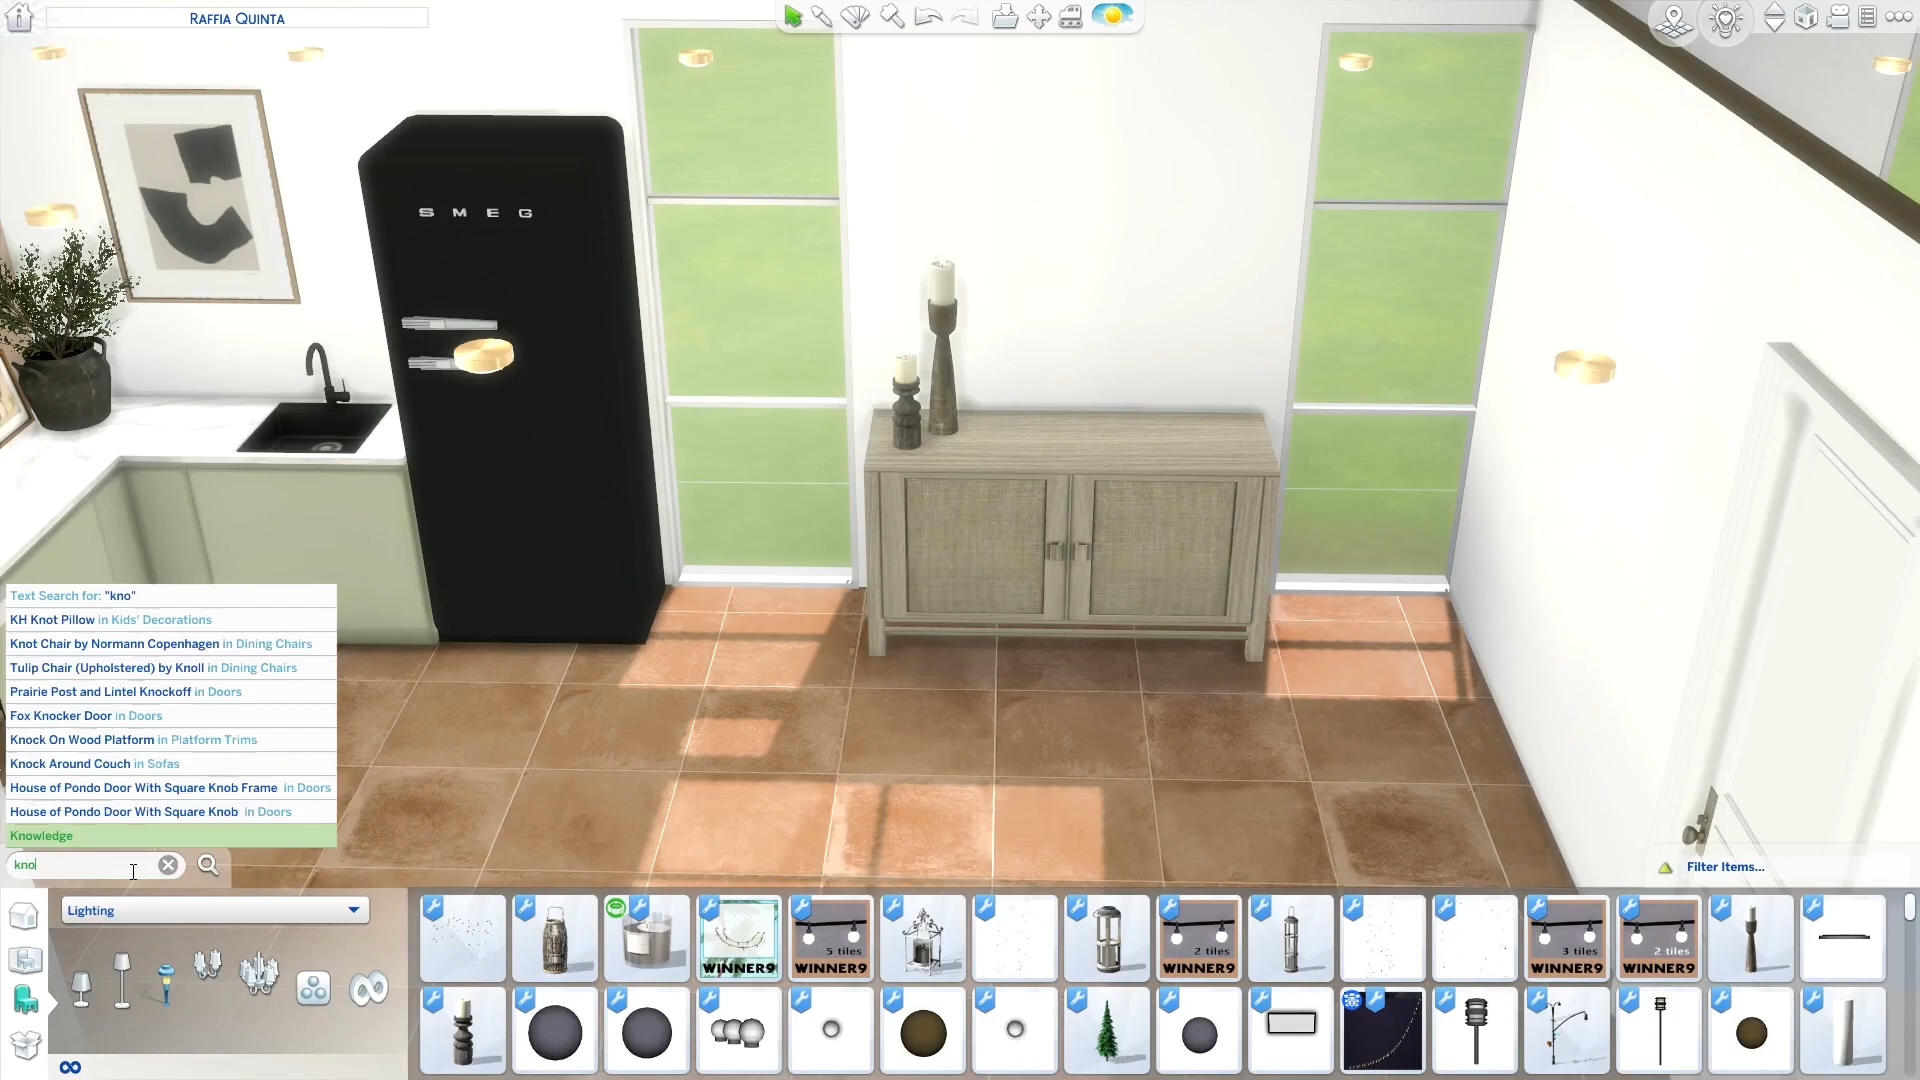 RAFFIA QUINTA
SMEG
Text Search for: "kno"
KH Knot Pillow in Kids' Decorations
Knot Chair by Normann Copenhagen in Dining Chairs
Tulip Chair (Upholstered) by Knoll in Dining Chairs
Prairie Post and Lintel Knockoff in Doors
Fox Knocker Door in Doors
Knock On Wood Platform in Platform Trims
Knock Around Couch in Sofas
House of Pondo Door With Square Knob Frame in Doors
House of Pondo Door With Square Knob in Doors
Knowledge
kno
Filter Items...
Lighting
WINNER9
5 tiles
WINNER9
2 tiles
WINNER9
3 tiles
WINNER9
2 tiles
WINNER9